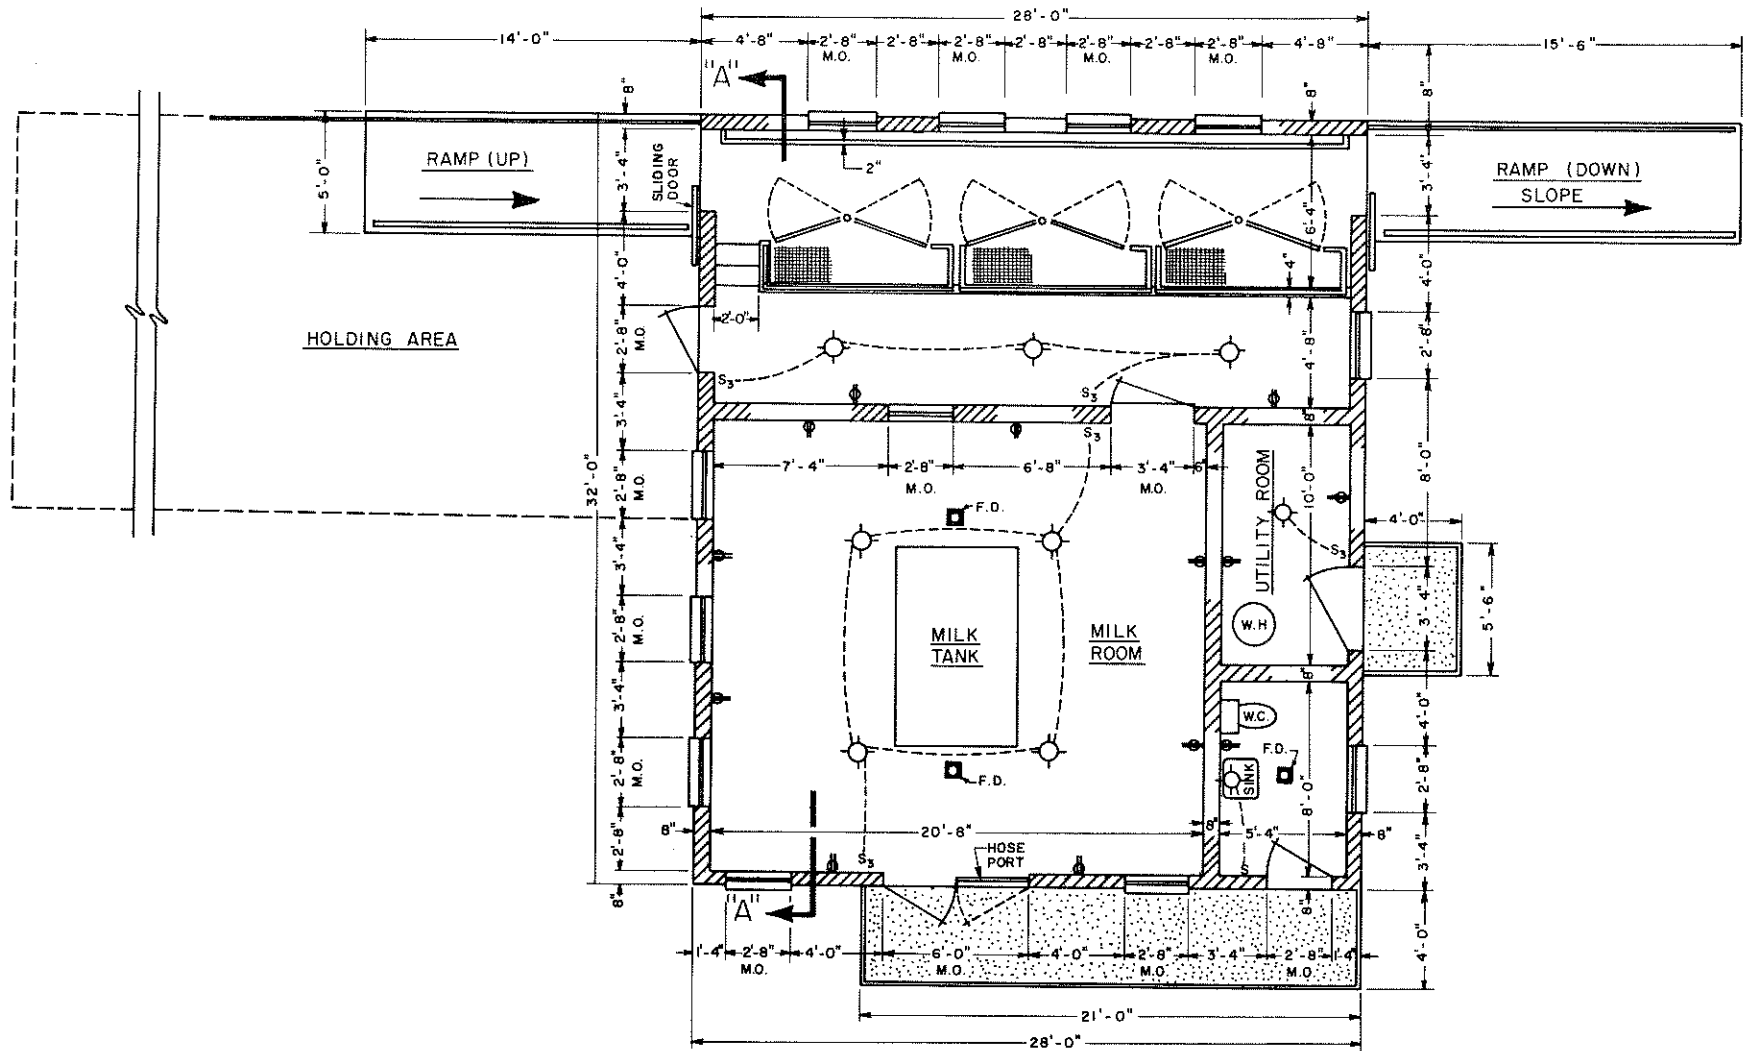 28'-0"
14'-0"
4'-8" 2'-8" 2'-8" 2'-8" 2'-8" 2'-8" 2'-8" 2'-8" 4'-8"
15'-6"
M.O. M.O. M.O. M.O.
"A"
8" 8" 8"
RAMP (UP)
5'-0"
SLIDING
DOOR
3'-4"
2"
6'-4"
3'-4"
RAMP (DOWN)
SLOPE
4'-0"
4"
4'-0"
2'-0"
HOLDING AREA
2'-8"
M.O.
4'-8"
2'-8"
S3
S3
3'-4"
8"
S3
7'-4" 2'-8" 6'-8" 3'-4" 6"
M.O. M.O.
32'-0"
2'-8"
M.O.
F.D.
UTILITY ROOM
10'-0"
8'-0"
4'-0"
S3
3'-4"
2'-8"
M.O.
MILK
TANK
MILK
ROOM
W.H
3'-4"
5'-6"
3'-4"
8"
W.C.
4'-0"
2'-8"
M.O.
F.D.
F.D.
SINK
8'-0"
2'-8"
2'-8"
8" 20'-8" 8" 5'-4" 8"
3'-4"
S3
HOSE
PORT
S
8"
"A"
8"
4'-0"
1'-4" 2'-8" 4'-0" 6'-0" 4'-0" 2'-8" 3'-4" 2'-8" 1'-4"
M.O. M.O. M.O. M.O.
21'-0"
28'-0"